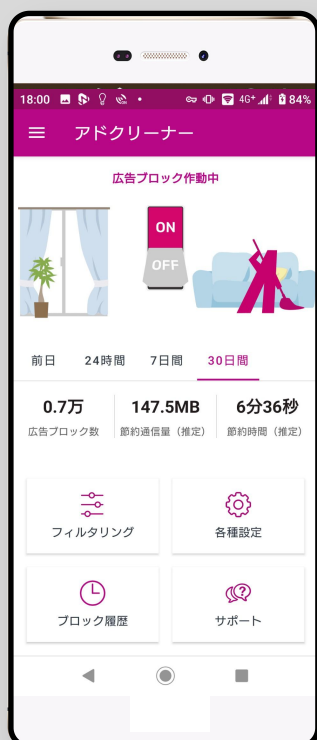 18:00 4G+ 84%
アドクリーナー
広告ブロック作動中
ON
OFF
前日 24時間 7日間 30日間
0.7万 147.5MB 6分36秒
広告ブロック数 節約通信量（推定） 節約時間（推定）
フィルタリング 各種設定
ブロック履歴 サポート